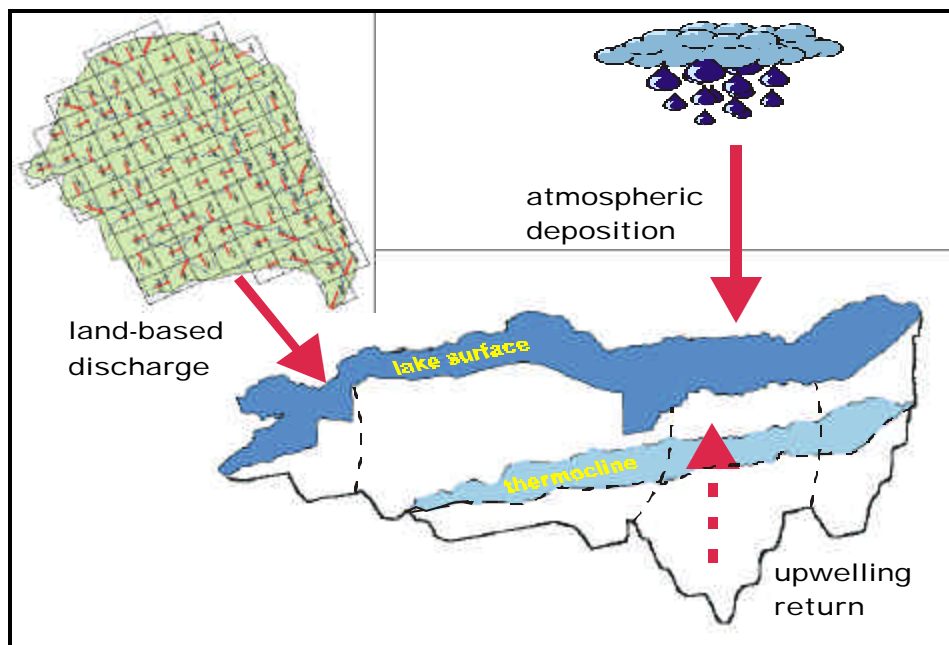 atmospheric
deposition
land-based
discharge
lake surface
thermocline
upwelling
return